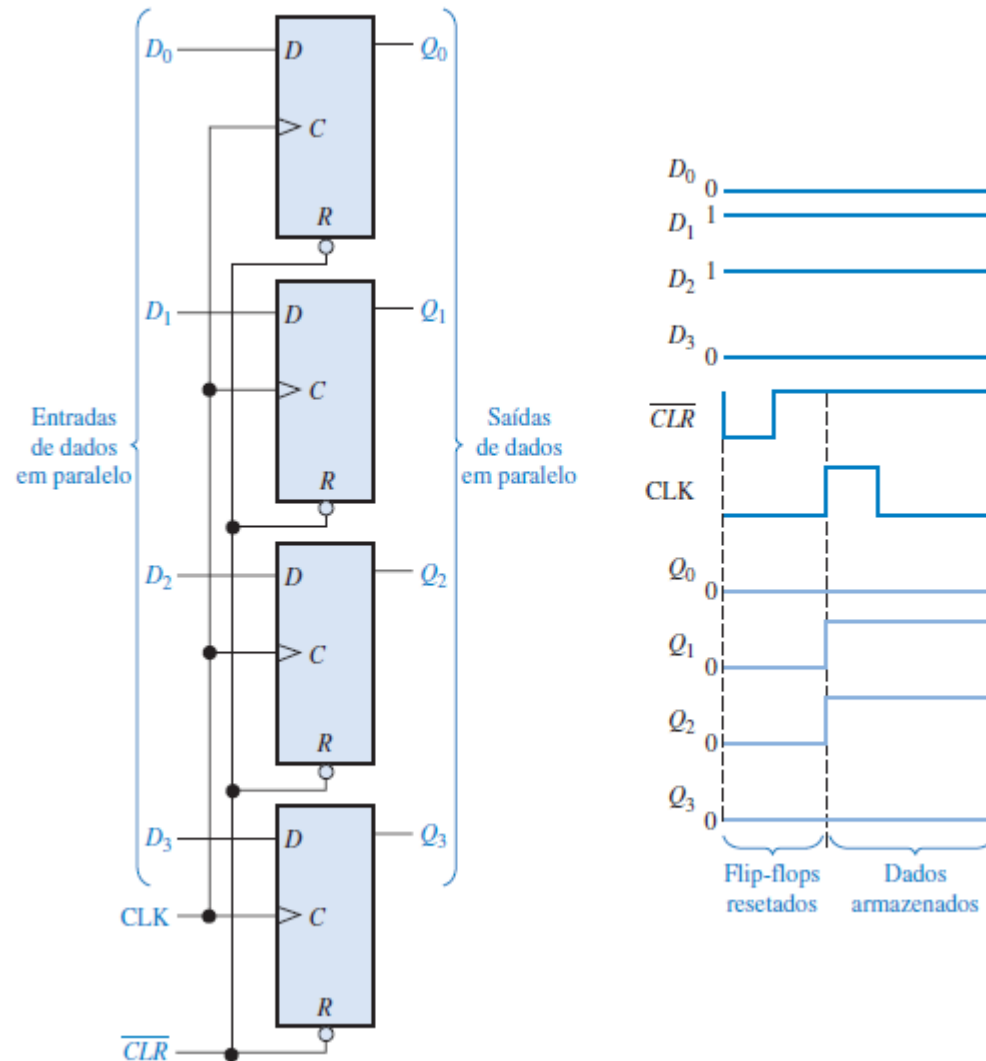 D₀
D
Q₀
C
R
D₁
D
Q₁
C
R
Entradas
de dados
em paralelo
Saídas
de dados
em paralelo
D₂
D
Q₂
C
R
D₃
D
Q₃
CLK
C
R
C̅L̅R̅
D₀ 0
D₁ 1
D₂ 1
D₃ 0
C̅L̅R̅
CLK
Q₀ 0
Q₁ 0
Q₂ 0
Q₃ 0
Flip-flops
resetados
Dados
armazenados